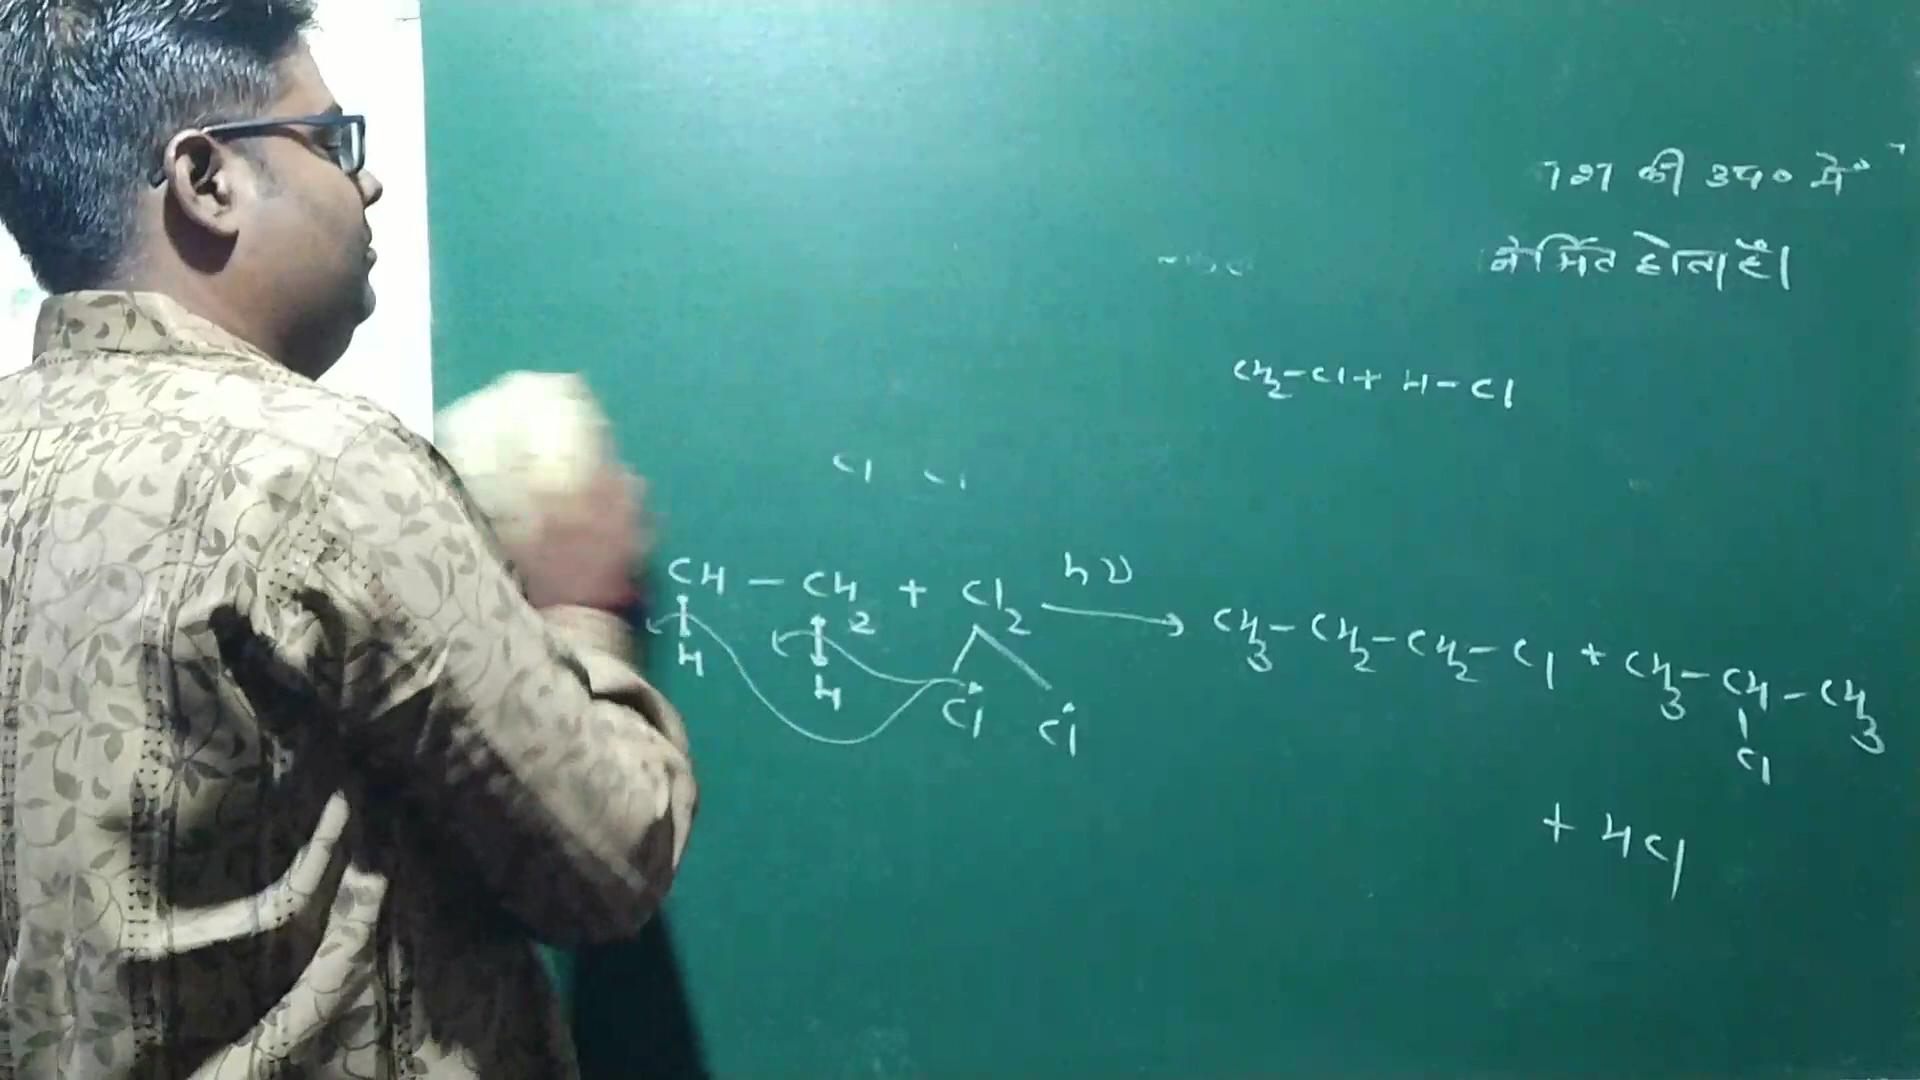 की उप० में
होता है।
CH₂-Cl + H-Cl
Cl Cl
CH - CH₂ + Cl₂ hν → CH₃-CH₂-CH₂-Cl + CH₃-CH-CH₃
H H Cl Cl Cl
+ HCl